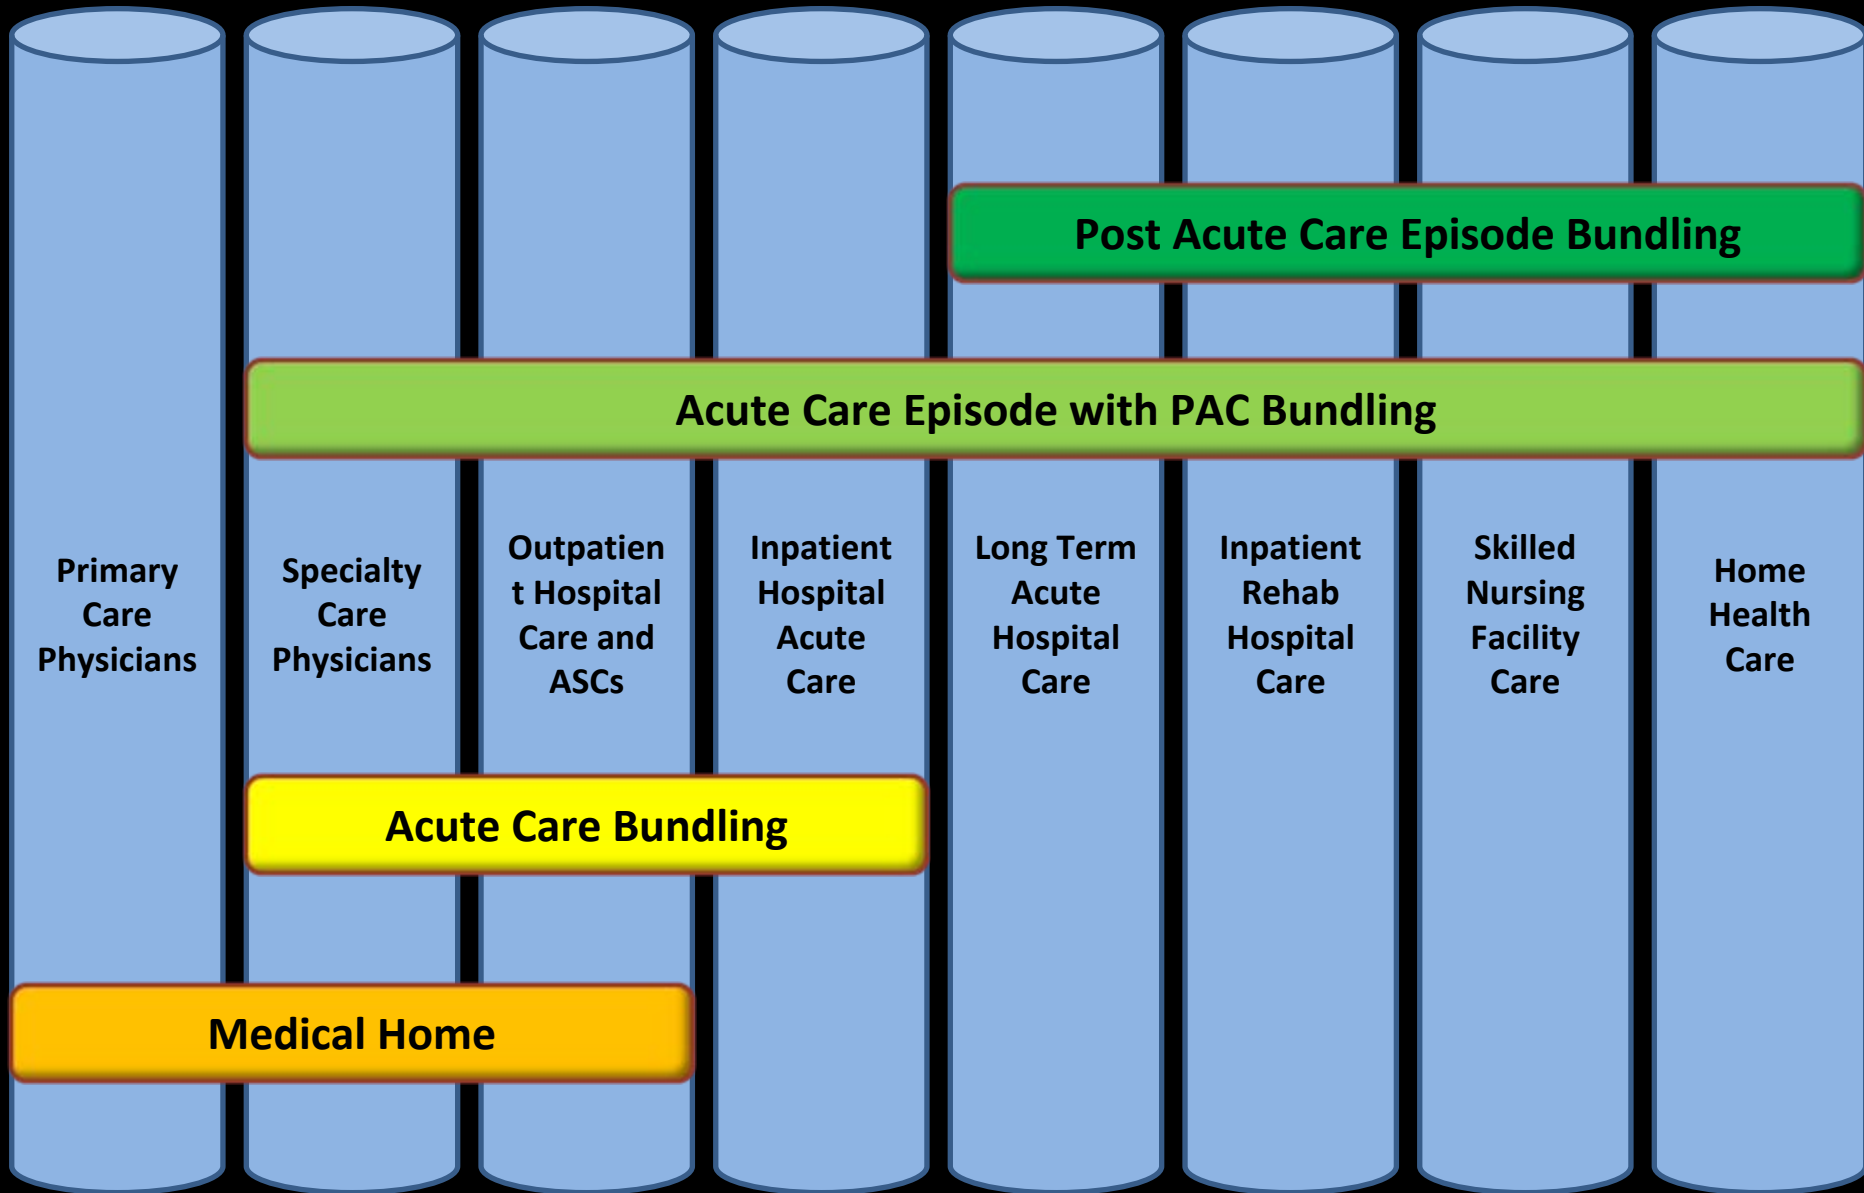 Post Acute Care Episode Bundling
Acute Care Episode with PAC Bundling
Primary
Care
Physicians
Specialty
Care
Physicians
Outpatien
t Hospital
Care and
ASCs
Inpatient
Hospital
Acute
Care
Long Term
Acute
Hospital
Care
Inpatient
Rehab
Hospital
Care
Skilled
Nursing
Facility
Care
Home
Health
Care
Acute Care Bundling
Medical Home